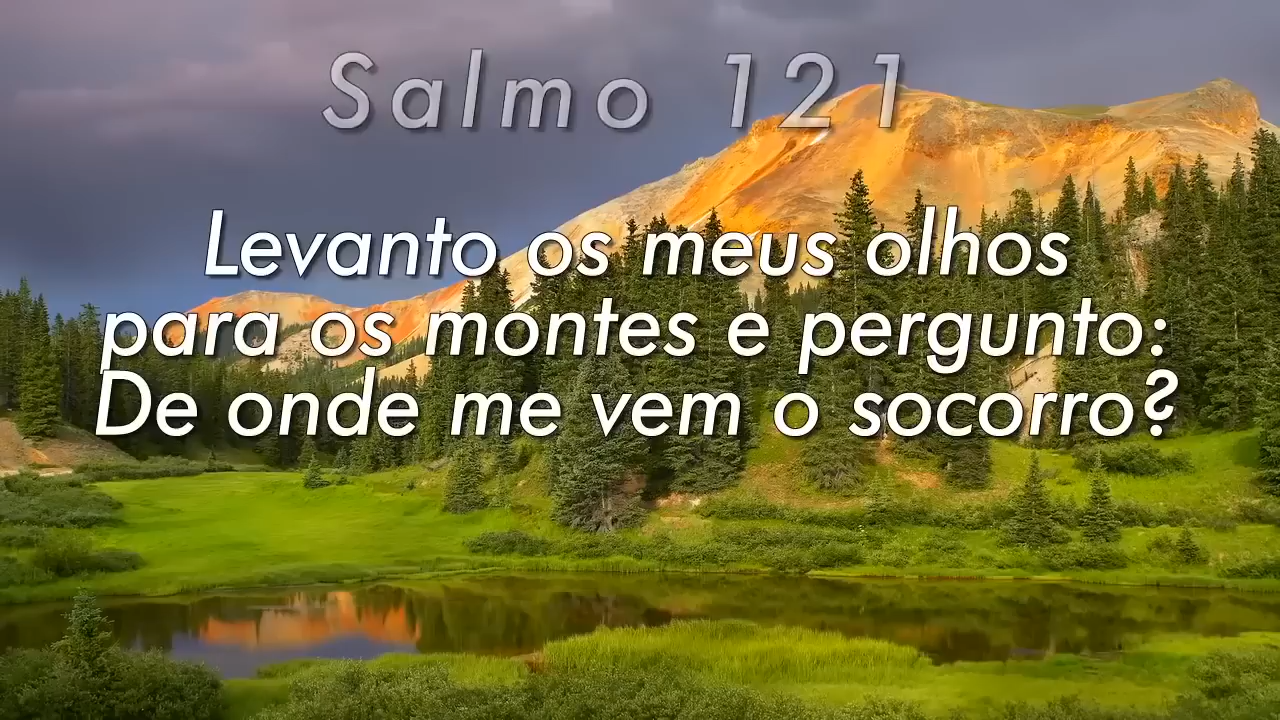 Salmo 121
Levanto os meus olhos
para os montes e pergunto:
De onde me vem o socorro?